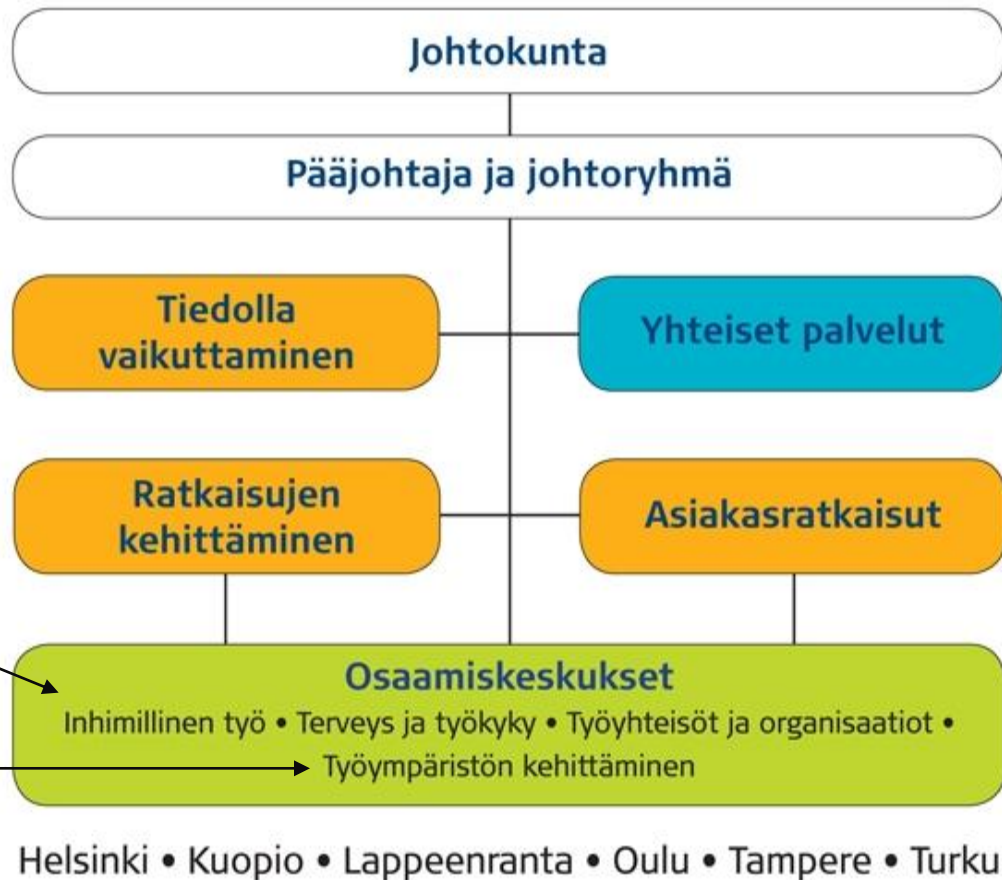 Johtokunta
Pääjohtaja ja johtoryhmä
Tiedolla
vaikuttaminen
Yhteiset palvelut
Ratkaisujen
kehittäminen
Asiakasratkaisut
Osaamiskeskukset
Inhimillinen työ • Terveys ja työkyky • Työyhteisöt ja organisaatiot •
Työympäristön kehittäminen
Helsinki • Kuopio • Lappeenranta • Oulu • Tampere • Turku